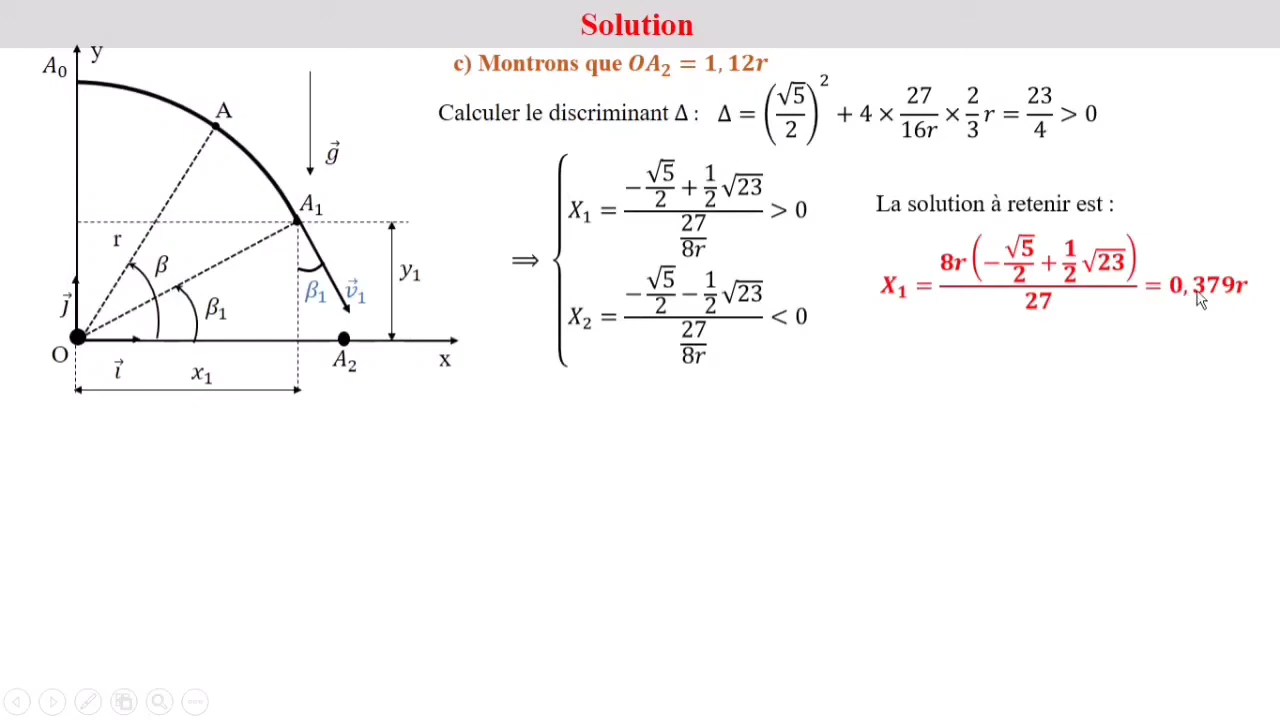 Solution
c) Montrons que OA₂ = 1,12r
Calculer le discriminant Δ : Δ = (√5/2)² + 4 × 27/16r × 2/3 r = 23/4 > 0
⟹ { X₁ = (−√5/2 + 1/2 √23)/(27/8r) > 0
X₂ = (−√5/2 − 1/2 √23)/(27/8r) < 0
La solution à retenir est :
X₁ = 8r(−√5/2 + 1/2 √23)/27 = 0,379r
A₀
y
A
g⃗
A₁
r
β
β₁
β₁
v⃗₁
y₁
j⃗
O
i⃗
x₁
A₂
x